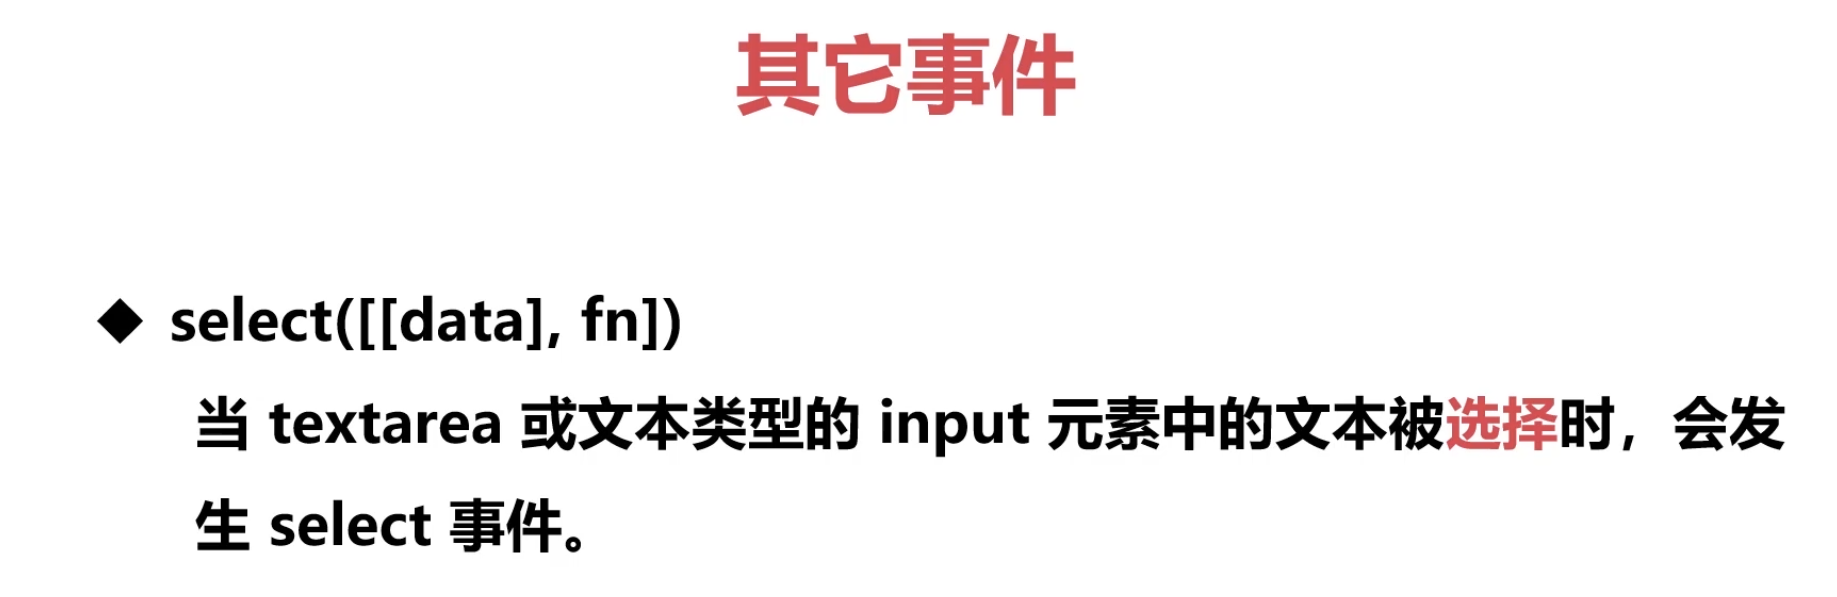 其它事件
◆ select([[data], fn])
当 textarea 或文本类型的 input 元素中的文本被选择时，会发
生 select 事件。